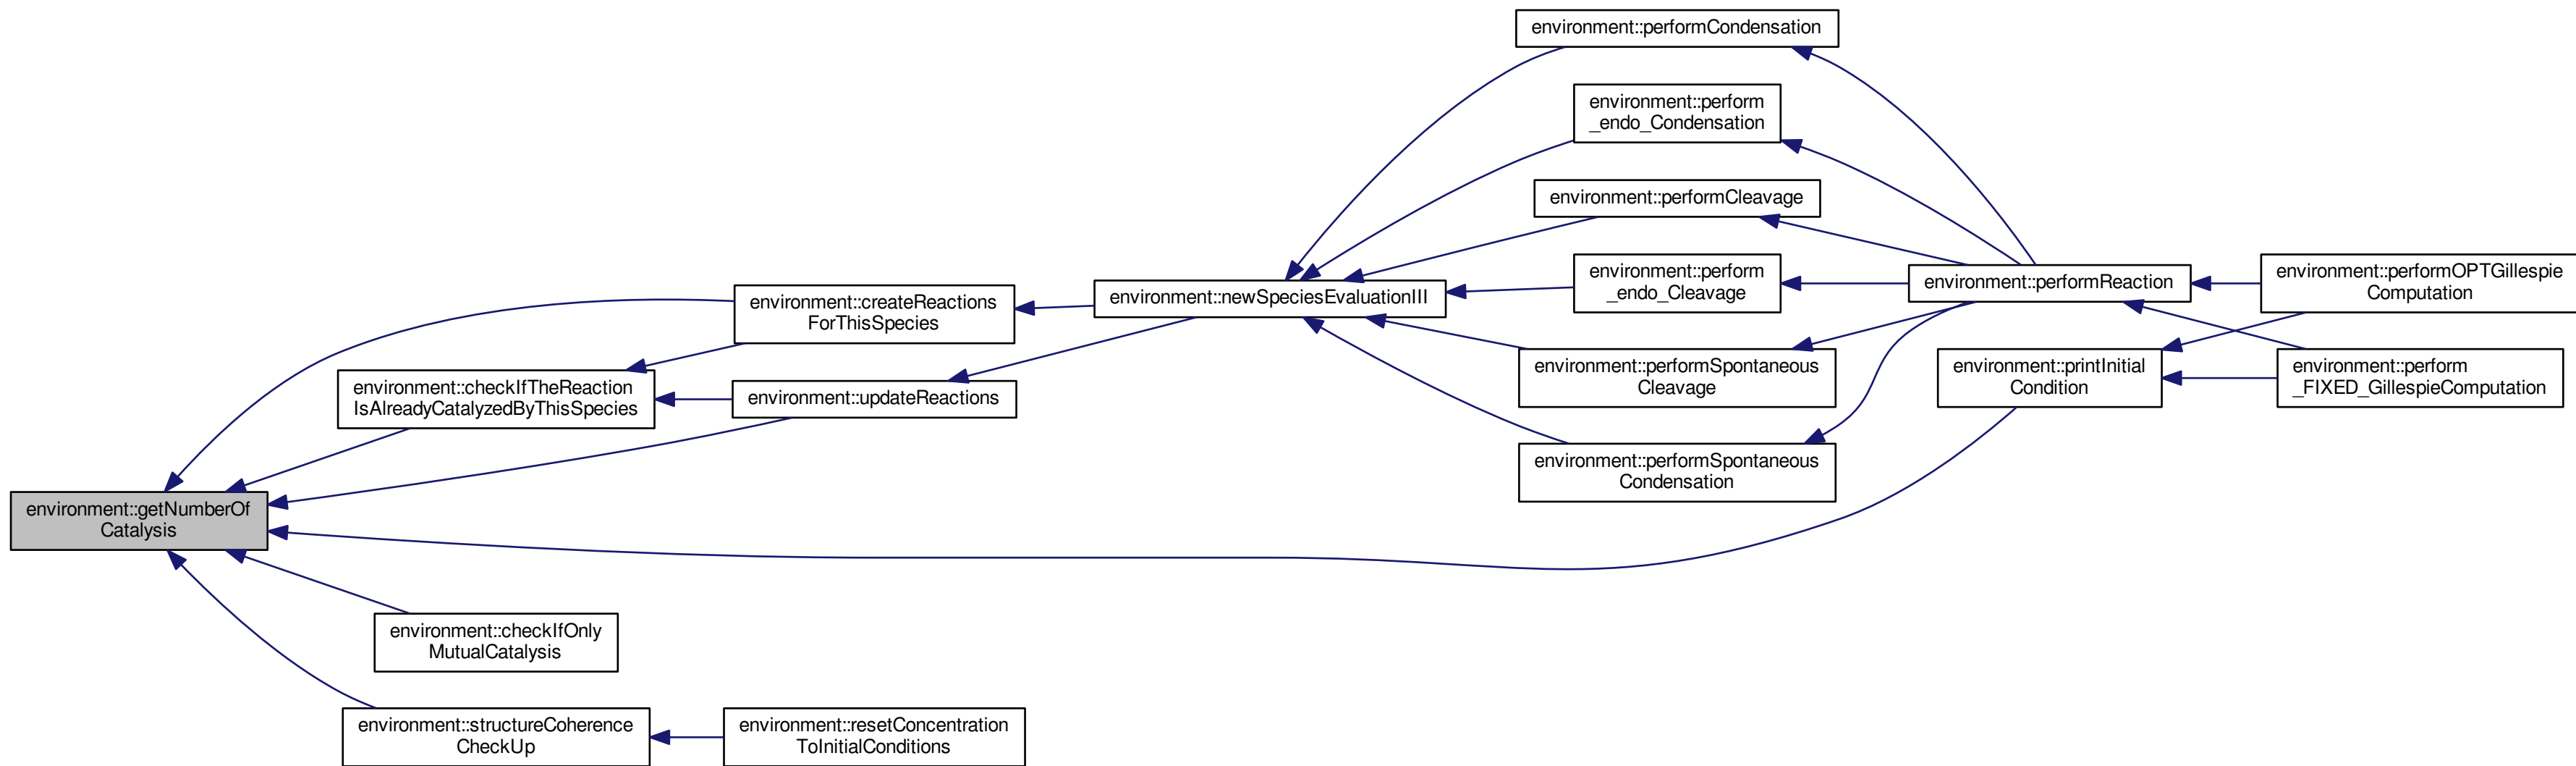 environment::performCondensation
environment::perform
_endo_Condensation
environment::performCleavage
environment::perform
_endo_Cleavage
environment::performReaction
environment::performOPTGillespie
Computation
environment::createReactions
ForThisSpecies
environment::newSpeciesEvaluationIII
environment::checkIfTheReaction
IsAlreadyCatalyzedByThisSpecies
environment::updateReactions
environment::performSpontaneous
Cleavage
environment::printInitial
Condition
environment::perform
_FIXED_GillespieComputation
environment::performSpontaneous
Condensation
environment::getNumberOf
Catalysis
environment::checkIfOnly
MutualCatalysis
environment::structureCoherence
CheckUp
environment::resetConcentration
ToInitialConditions